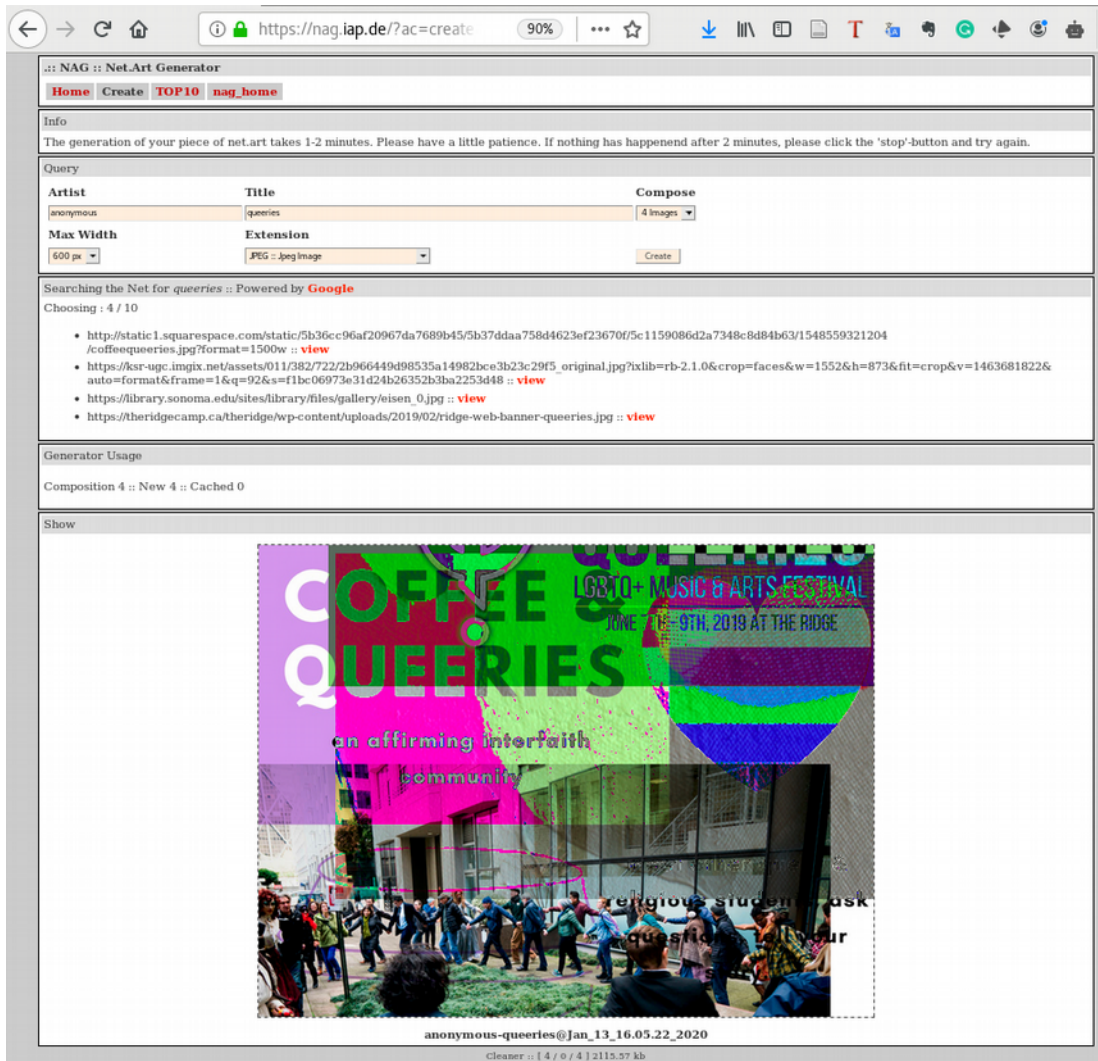 https://nag.iap.de/?ac=create
90%
.:: NAG :: Net.Art Generator
Home Create TOP10 nag_home
Info
The generation of your piece of net.art takes 1-2 minutes. Please have a little patience. If nothing has happenend after 2 minutes, please click the 'stop'-button and try again.
Query
Artist Title Compose
anonymous queeries 4 Images
Max Width Extension
600 px JPEG :: Jpeg Image Create
Searching the Net for queeries :: Powered by Google
Choosing : 4 / 10
http://static1.squarespace.com/static/5b36cc96af20967da7689b45/5b37ddaa758d4623ef23670f/5c1159086d2a7348c8d84b63/1548559321204
/coffeequeeries.jpg?format=1500w :: view
https://ksr-ugc.imgix.net/assets/011/382/722/2b966449d98535a14982bce3b23c29f5_original.jpg?ixlib=rb-2.1.0&crop=faces&w=1552&h=873&fit=crop&v=1463681822&
auto=format&frame=1&q=92&s=f1bc06973e31d24b26352b3ba2253d48 :: view
https://library.sonoma.edu/sites/library/files/gallery/eisen_0.jpg :: view
https://theridgecamp.ca/theridge/wp-content/uploads/2019/02/ridge-web-banner-queeries.jpg :: view
Generator Usage
Composition 4 :: New 4 :: Cached 0
Show
QUEERIES
COFFEE &
LGBTQ+ MUSIC & ARTS FESTIVAL
JUNE 7TH - 9TH, 2019 AT THE RIDGE
QUEERIES
an affirming interfaith
community
religious students ask
anonymous-queeries@Jan_13_16.05.22_2020
Cleaner :: [ 4 / 0 / 4 ] 2115.57 kb